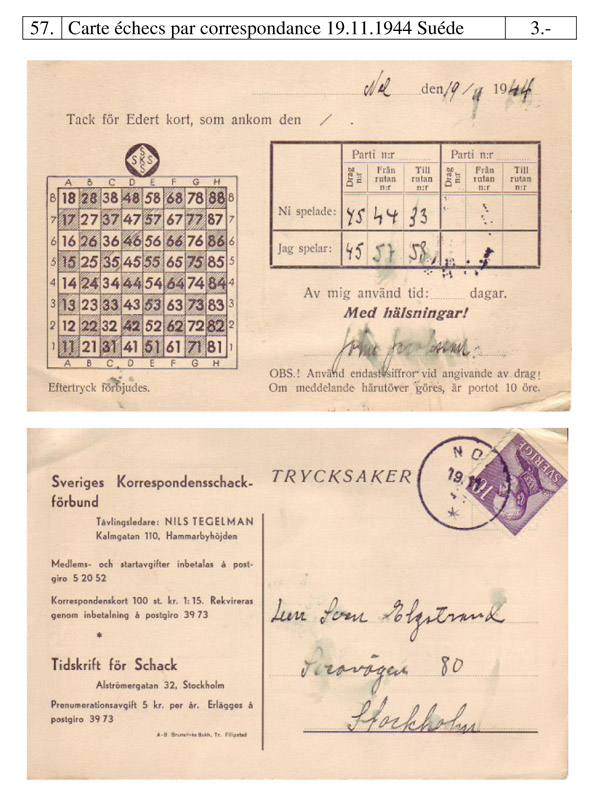 57. Carte échecs par correspondance 19.11.1944 Suéde 3.-
Nol den 19/11 1944
Tack för Edert kort, som ankom den / .
SKS
A B C D E F G H
8 18 28 38 48 58 68 78 88 8
7 17 27 37 47 57 67 77 87 7
6 16 26 36 46 56 66 76 86 6
5 15 25 35 45 55 65 75 85 5
4 14 24 34 44 54 64 74 84 4
3 13 23 33 43 53 63 73 83 3
2 12 22 32 42 52 62 72 82 2
1 11 21 31 41 51 61 71 81 1
A B C D E F G H
Eftertryck förbjudes.
Parti n:r Parti n:r
Drag n:r Från rutan n:r Till rutan n:r Drag n:r Från rutan n:r Till rutan n:r
Ni spelade: 45 44 33
Jag spelar: 45 57 58
Av mig använd tid: dagar.
Med hälsningar!
John
OBS.! Använd endast siffror vid angivande av drag!
Om meddelande härutöver göres, är portot 10 öre.
Sveriges Korrespondensschack-
förbund
Tävlingsledare: NILS TEGELMAN
Kalmgatan 110, Hammarbyhöjden
Medlems- och startavgifter inbetalas å post-
giro 5 20 52
Korrespondenskort 100 st. kr. 1:15. Rekvireras
genom inbetalning å postgiro 39 73
*
Tidskrift för Schack
Alströmergatan 32, Stockholm
Prenumerationsavgift 5 kr. per år. Erlägges å
postgiro 39 73
A.-B. Bronellska Bokh. Tr. Filipstad
TRYCKSAKER
NO
19.11
*
SVERIGE
10
Sven Elgstrand
80
Stockholm